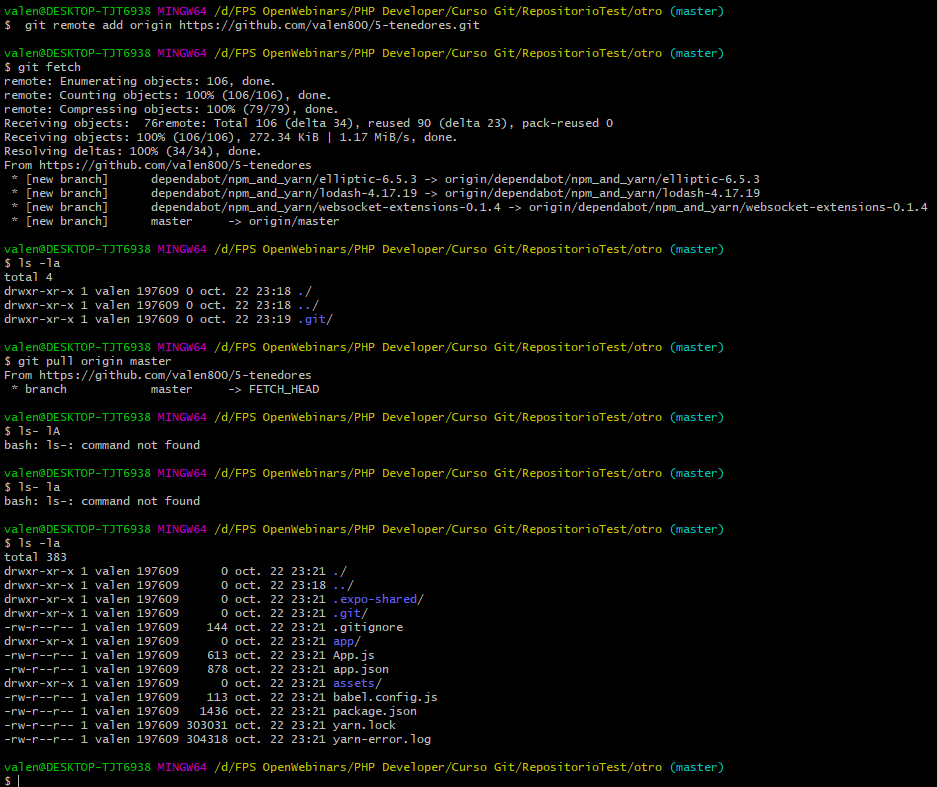 valen@DESKTOP-TJT6938 MINGW64 /d/FPS OpenWebinars/PHP Developer/Curso Git/RepositorioTest/otro (master)
$  git remote add origin https://github.com/valen800/5-tenedores.git
valen@DESKTOP-TJT6938 MINGW64 /d/FPS OpenWebinars/PHP Developer/Curso Git/RepositorioTest/otro (master)
$ git fetch
remote: Enumerating objects: 106, done.
remote: Counting objects: 100% (106/106), done.
remote: Compressing objects: 100% (79/79), done.
Receiving objects:  76remote: Total 106 (delta 34), reused 90 (delta 23), pack-reused 0
Receiving objects: 100% (106/106), 272.34 KiB | 1.17 MiB/s, done.
Resolving deltas: 100% (34/34), done.
From https://github.com/valen800/5-tenedores
 * [new branch]      dependabot/npm_and_yarn/elliptic-6.5.3 -> origin/dependabot/npm_and_yarn/elliptic-6.5.3
 * [new branch]      dependabot/npm_and_yarn/lodash-4.17.19 -> origin/dependabot/npm_and_yarn/lodash-4.17.19
 * [new branch]      dependabot/npm_and_yarn/websocket-extensions-0.1.4 -> origin/dependabot/npm_and_yarn/websocket-extensions-0.1.4
 * [new branch]      master     -> origin/master
valen@DESKTOP-TJT6938 MINGW64 /d/FPS OpenWebinars/PHP Developer/Curso Git/RepositorioTest/otro (master)
$ ls -la
total 4
drwxr-xr-x 1 valen 197609 0 oct. 22 23:18 ./
drwxr-xr-x 1 valen 197609 0 oct. 22 23:18 ../
drwxr-xr-x 1 valen 197609 0 oct. 22 23:19 .git/
valen@DESKTOP-TJT6938 MINGW64 /d/FPS OpenWebinars/PHP Developer/Curso Git/RepositorioTest/otro (master)
$ git pull origin master
From https://github.com/valen800/5-tenedores
 * branch            master     -> FETCH_HEAD
valen@DESKTOP-TJT6938 MINGW64 /d/FPS OpenWebinars/PHP Developer/Curso Git/RepositorioTest/otro (master)
$ ls- lA
bash: ls-: command not found
valen@DESKTOP-TJT6938 MINGW64 /d/FPS OpenWebinars/PHP Developer/Curso Git/RepositorioTest/otro (master)
$ ls- la
bash: ls-: command not found
valen@DESKTOP-TJT6938 MINGW64 /d/FPS OpenWebinars/PHP Developer/Curso Git/RepositorioTest/otro (master)
$ ls -la
total 383
drwxr-xr-x 1 valen 197609      0 oct. 22 23:21 ./
drwxr-xr-x 1 valen 197609      0 oct. 22 23:18 ../
drwxr-xr-x 1 valen 197609      0 oct. 22 23:21 .expo-shared/
drwxr-xr-x 1 valen 197609      0 oct. 22 23:21 .git/
-rw-r--r-- 1 valen 197609    144 oct. 22 23:21 .gitignore
drwxr-xr-x 1 valen 197609      0 oct. 22 23:21 app/
-rw-r--r-- 1 valen 197609    613 oct. 22 23:21 App.js
-rw-r--r-- 1 valen 197609    878 oct. 22 23:21 app.json
drwxr-xr-x 1 valen 197609      0 oct. 22 23:21 assets/
-rw-r--r-- 1 valen 197609    113 oct. 22 23:21 babel.config.js
-rw-r--r-- 1 valen 197609   1436 oct. 22 23:21 package.json
-rw-r--r-- 1 valen 197609 303031 oct. 22 23:21 yarn.lock
-rw-r--r-- 1 valen 197609 304318 oct. 22 23:21 yarn-error.log
valen@DESKTOP-TJT6938 MINGW64 /d/FPS OpenWebinars/PHP Developer/Curso Git/RepositorioTest/otro (master)
$